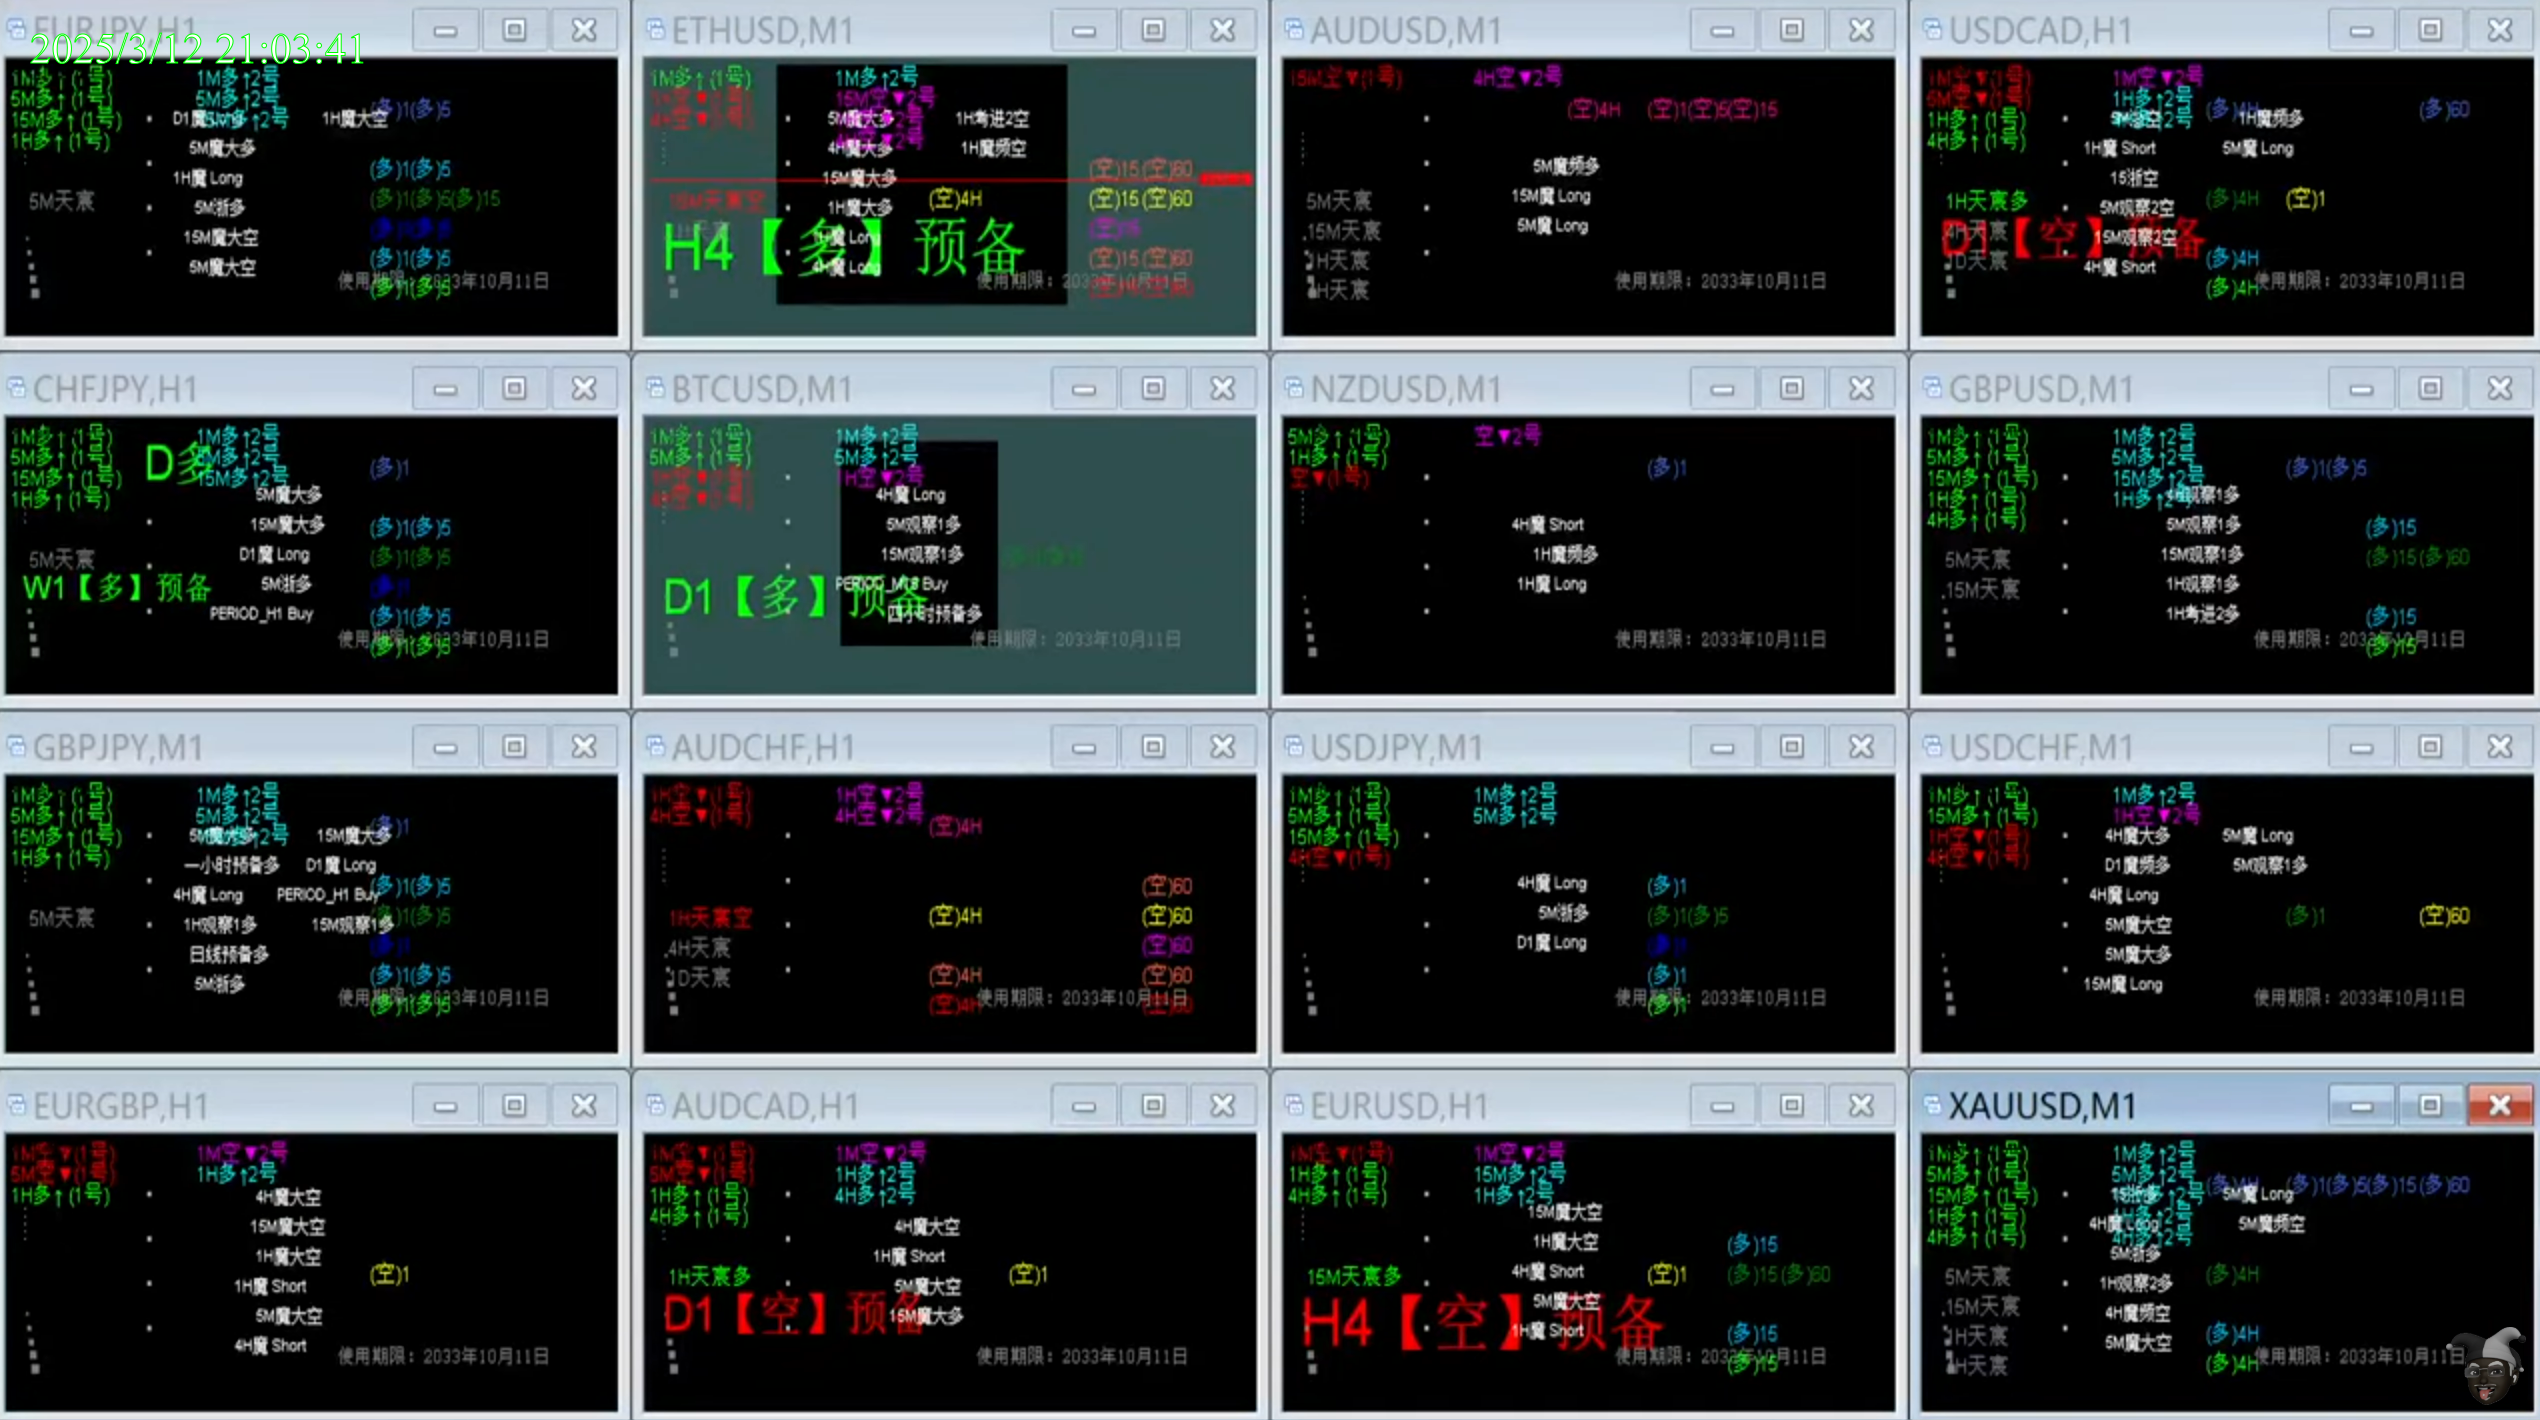 EURJPY,H1
2025/3/12 21:03:41
1M多↑(1号) 1M多↑2号
5M多↑(1号) 5M多↑2号 (多)1(多)5
15M多↑(1号) 1H魔大空
1H多↑(1号) 5M魔大多
1H魔 Long (多)1(多)5
5M天宸 5M浙多 (多)1(多)5(多)15
15M魔大空
5M魔大空 (多)1(多)5
使用期限：2033年10月11日
(多)1(多)5
ETHUSD,M1
1M多↑(1号) 1M多↑2号
15M空▼2号
5M魔大多 1H考进2空
4H魔大多 1H魔频空
15M魔大多 (空)15(空)60
15M天宸空 1H魔大多 (空)4H (空)15(空)60
H4【多】预备 1H魔 Long (空)15
4H魔 Long (空)15(空)60
使用期限：2033年10月11日
AUDUSD,M1
15M空▼(1号) 4H空▼2号
(空)4H (空)1(空)5(空)15
5M魔频多
5M天宸 15M魔 Long
15M天宸 5M魔 Long
1H天宸
4H天宸 使用期限：2033年10月11日
USDCAD,H1
1M空▼(1号) 1M空▼2号
5M空▼(1号) 1H多↑2号 (多)4H (多)60
1H多↑(1号) 1H魔频多
4H多↑(1号) 1H魔 Short 5M魔 Long
15浙空
1H天宸多 5M观察2空 (多)4H (空)1
D1【空】预备 15M观察2空
1D天宸 4H魔 Short (多)4H
(多)4H 使用期限：2033年10月11日
CHFJPY,H1
1M多↑(1号) 1M多↑2号
5M多↑(1号) D多 5M多↑2号 (多)1
15M多↑(1号) 15M多↑2号
1H多↑(1号) 5M魔大多
15M魔大多 (多)1(多)5
5M天宸 D1魔 Long (多)1(多)5
W1【多】预备 5M浙多 (多)1
PERIOD_H1 Buy (多)1(多)5
使用期限：2033年10月11日
(多)1(多)5
BTCUSD,M1
1M多↑(1号) 1M多↑2号
5M多↑(1号) 5M多↑2号
1H空▼2号
4H魔 Long
5M观察1多
15M观察1多
D1【多】预备 PERIOD_M15 Buy
四小时预备多
使用期限：2033年10月11日
NZDUSD,M1
5M多↑(1号) 空▼2号
1H多↑(1号) (多)1
空▼(1号)
4H魔 Short
1H魔频多
1H魔 Long
使用期限：2033年10月11日
GBPUSD,M1
1M多↑(1号) 1M多↑2号
5M多↑(1号) 5M多↑2号 (多)1(多)5
15M多↑(1号) 15M多↑2号
1H多↑(1号) 1H多↑2号 4H观察1多
4H多↑(1号) 5M观察1多 (多)15
5M天宸 15M观察1多 (多)15(多)60
15M天宸 1H观察1多
1H考进2多 (多)15
使用期限：2033年10月11日
(多)15
GBPJPY,M1
1M多↑(1号) 1M多↑2号
5M多↑(1号) 5M多↑2号 (多)1
15M多↑(1号) 5M魔大多 15M魔大多
1H多↑(1号) 一小时预备多 D1魔 Long
4H魔 Long PERIOD_H1 Buy (多)1(多)5
5M天宸 1H观察1多 15M观察1多 (多)1(多)5
日线预备多 (多)1
5M浙多 (多)1(多)5
使用期限：2033年10月11日
(多)1(多)5
AUDCHF,H1
1H空▼(1号) 1H空▼2号
4H空▼(1号) 4H空▼2号 (空)4H
(空)60
1H天宸空 (空)4H (空)60
4H天宸 (空)60
1D天宸 (空)4H (空)60
(空)4H 使用期限：2033年10月11日 (空)60
USDJPY,M1
1M多↑(1号) 1M多↑2号
5M多↑(1号) 5M多↑2号
15M多↑(1号)
4H空▼(1号)
4H魔 Long (多)1
5M浙多 (多)1(多)5
D1魔 Long
(多)1
使用期限：2033年10月11日
(多)1
USDCHF,M1
1M多↑(1号) 1M多↑2号
15M多↑(1号) 1H空▼2号
1H空▼(1号) 4H魔大多 5M魔 Long
4H空▼(1号) D1魔频多 5M观察1多
4H魔 Long
5M魔大空 (多)1 (空)60
5M魔大多
15M魔 Long
使用期限：2033年10月11日
EURGBP,H1
1M空▼(1号) 1M空▼2号
5M空▼(1号) 1H多↑2号
1H多↑(1号) 4H魔大空
15M魔大空
1H魔大空
1H魔 Short (空)1
5M魔大空
4H魔 Short
使用期限：2033年10月11日
AUDCAD,H1
1M空▼(1号) 1M空▼2号
5M空▼(1号) 1H多↑2号
1H多↑(1号) 4H多↑2号
4H多↑(1号) 4H魔大空
1H魔 Short
1H天宸多 5M魔大空 (空)1
D1【空】预备 15M魔大多
使用期限：2033年10月11日
EURUSD,H1
1M空▼(1号) 1M空▼2号
1H多↑(1号) 15M多↑2号
4H多↑(1号) 1H多↑2号
15M魔大空
1H魔大空 (多)15
15M天宸多 4H魔 Short (空)1 (多)15(多)60
H4【空】预备 5M魔大空
1H魔 Short (多)15
使用期限：2033年10月11日
(多)15
XAUUSD,M1
1M多↑(1号) 1M多↑2号
5M多↑(1号) 5M多↑2号 (多)4H (多)1(多)5(多)15(多)60
15M多↑(1号) 5M魔 Long
1H多↑(1号) 4H魔 Long 5M魔频空
4H多↑(1号) 4H多↑2号
5M浙多
5M天宸 1H观察2多 (多)4H
15M天宸 4H魔频空
1H天宸 5M魔大空 (多)4H
4H天宸 (多)4H 使用期限：2033年10月11日